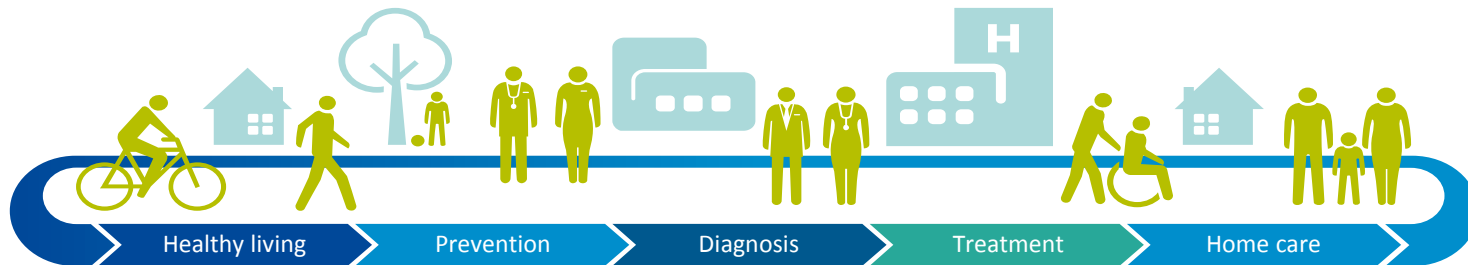 H
Healthy living
Prevention
Diagnosis
Treatment
Home care